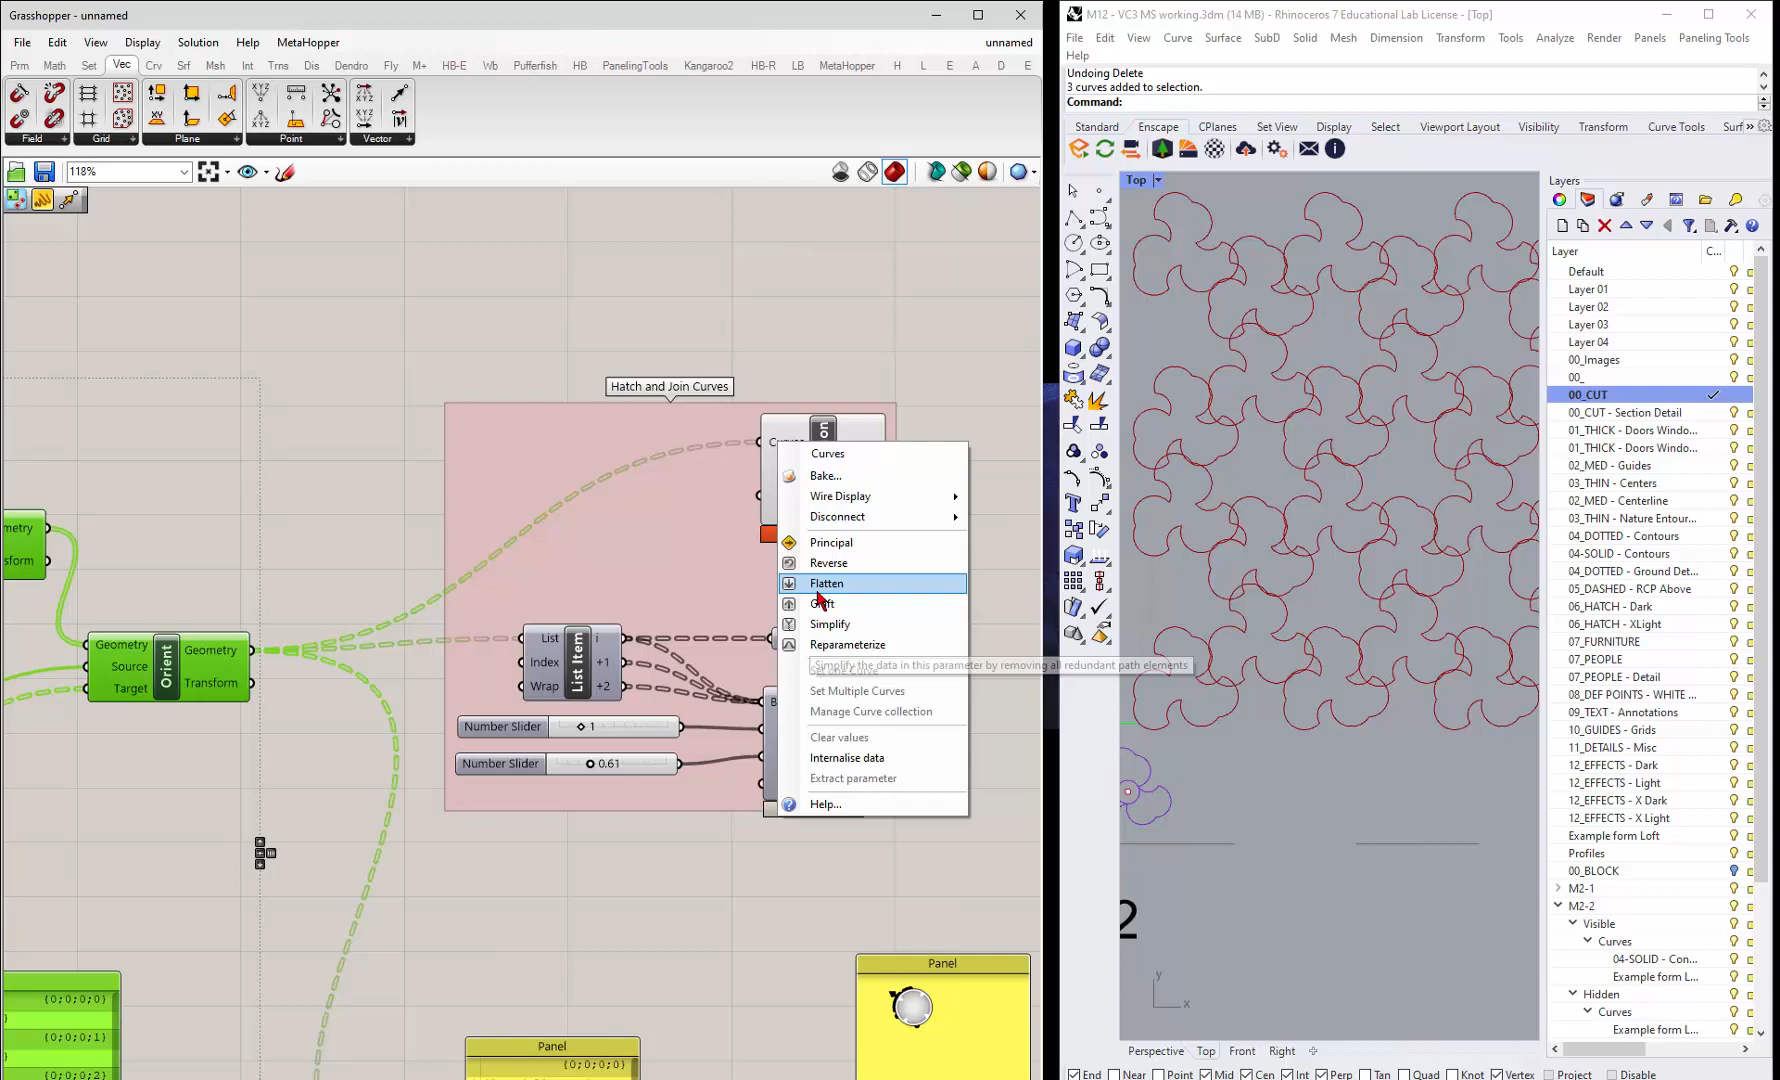 Grasshopper - unnamed
File Edit View Display Solution Help MetaHopper unnamed
Prm Math Set Vec Crv Srf Msh Int Trns Dis Dendro Fly M+ HB-E Wb Pufferfish HB PanelingTools Kangaroo2 HB-R LB MetaHopper H L E A D E
Field Grid Plane Point Vector
118%
Hatch and Join Curves
Curves
Bake...
Wire Display
Disconnect
Principal
Reverse
Flatten
Graft
Simplify
Reparameterize
Simplify the data in this parameter by removing all redundant path elements
Set Multiple Curves
Manage Curve collection
Clear values
Internalise data
Extract parameter
Help...
Geometry Orient Geometry
Source
Target Transform
List List Item i
Index +1
Wrap +2
Number Slider 1
Number Slider 0.61
{0;0;0;0}
{0;0;0;1}
{0;0;0;2}
Panel
{0;0;0;0}
Panel
M12 - VC3 MS working.3dm (14 MB) - Rhinoceros 7 Educational Lab License - [Top]
File Edit View Curve Surface SubD Solid Mesh Dimension Transform Tools Analyze Render Panels Paneling Tools
Help
Undoing Delete
3 curves added to selection.
Command:
Standard Enscape CPlanes Set View Display Select Viewport Layout Visibility Transform Curve Tools Surf
Top
2
y
x
Perspective Top Front Right
End Near Point Mid Cen Int Perp Tan Quad Knot Vertex Project Disable
Layers
Layer C...
Default
Layer 01
Layer 02
Layer 03
Layer 04
00_Images
00_
00_CUT
00_CUT - Section Detail
01_THICK - Doors Windo...
01_THICK - Doors Windo...
02_MED - Guides
03_THIN - Centers
02_MED - Centerline
03_THIN - Nature Entour...
04_DOTTED - Contours
04-SOLID - Contours
04_DOTTED - Ground Det...
05_DASHED - RCP Above
06_HATCH - Dark
06_HATCH - XLight
07_FURNITURE
07_PEOPLE
07_PEOPLE - Detail
08_DEF POINTS - WHITE ...
09_TEXT - Annotations
10_GUIDES - Grids
11_DETAILS - Misc
12_EFFECTS - Dark
12_EFFECTS - Light
12_EFFECTS - X Dark
12_EFFECTS - X Light
Example form Loft
Profiles
00_BLOCK
M2-1
M2-2
Visible
Curves
04-SOLID - Con...
Example form L...
Hidden
Curves
Example form L...